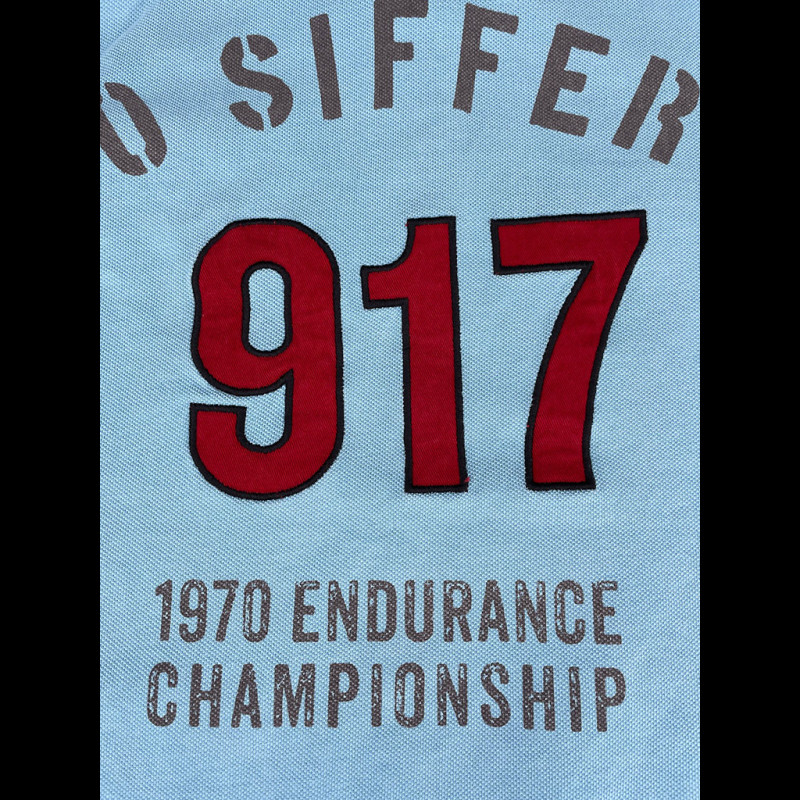 O SIFFER
917
1970 ENDURANCE
CHAMPIONSHIP